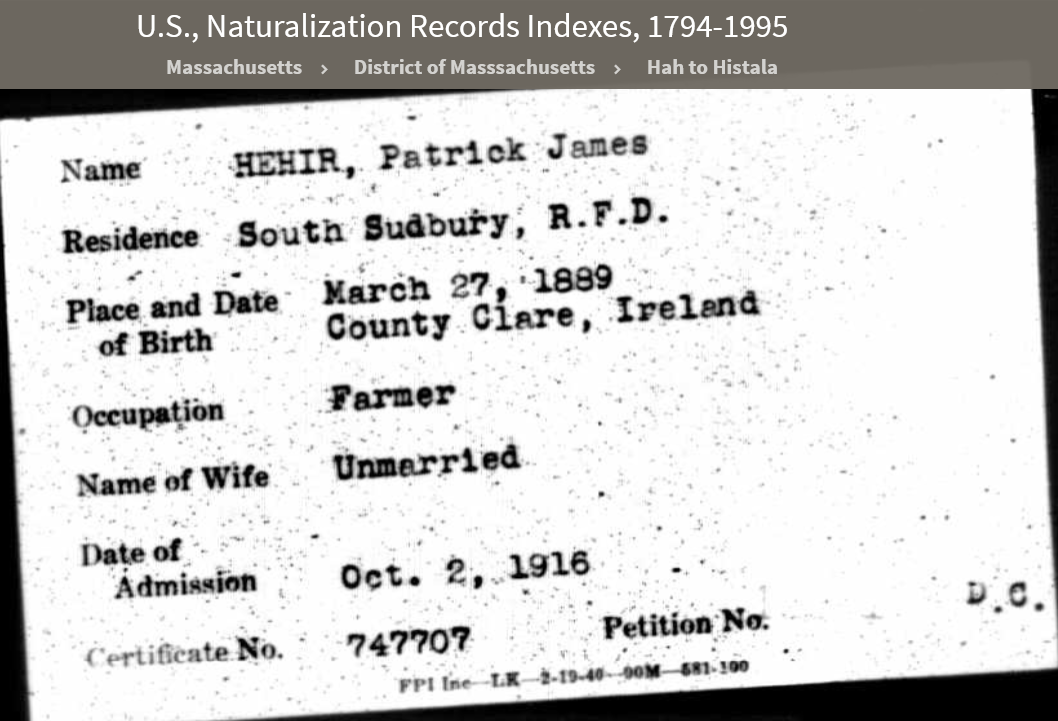 U.S., Naturalization Records Indexes, 1794-1995
Massachusetts › District of Masssachusetts › Hah to Histala
Name HEHIR, Patrick James
Residence South Sudbury, R.F.D.
Place and Date of Birth March 27, 1889
County Clare, Ireland
Occupation Farmer
Name of Wife Unmarried
Date of
Admission Oct. 2, 1916
D.C.
Certificate No. 747707 Petition No.
FPI Inc—LK—2-19-40—90M—581-100